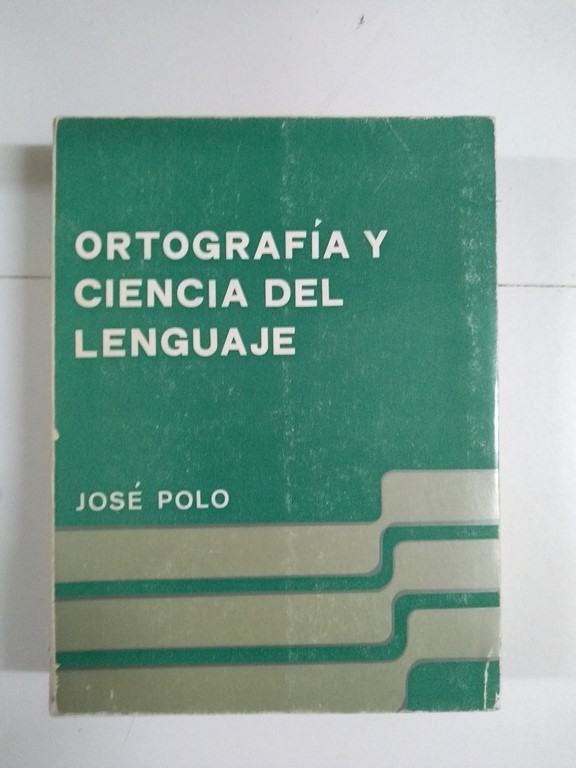 ORTOGRAFÍA Y
CIENCIA DEL
LENGUAJE
JOSÉ POLO